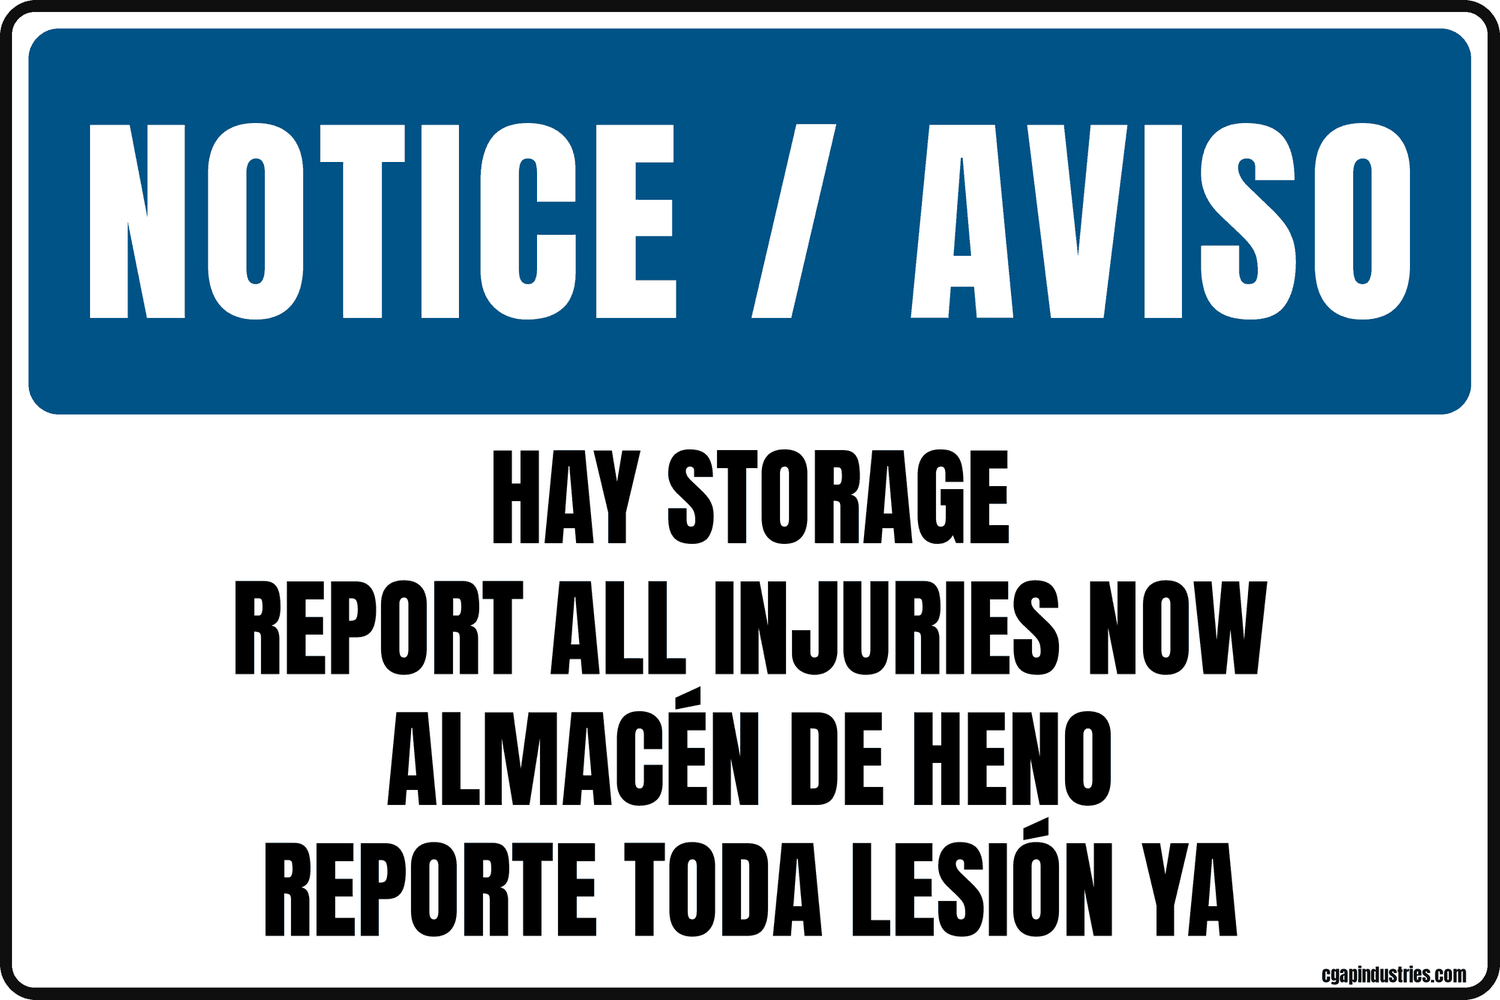 NOTICE / AVISO
HAY STORAGE
REPORT ALL INJURIES NOW
ALMACÉN DE HENO
REPORTE TODA LESIÓN YA
cgapindustries.com